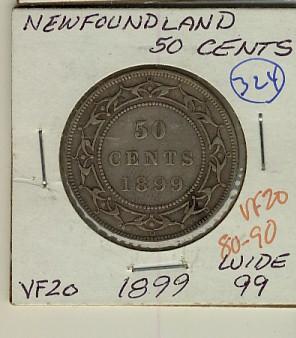 NEWFOUNDLAND
50 CENTS
324
50
CENTS
1899
VF20
80-90
VF20 1899 WIDE
99